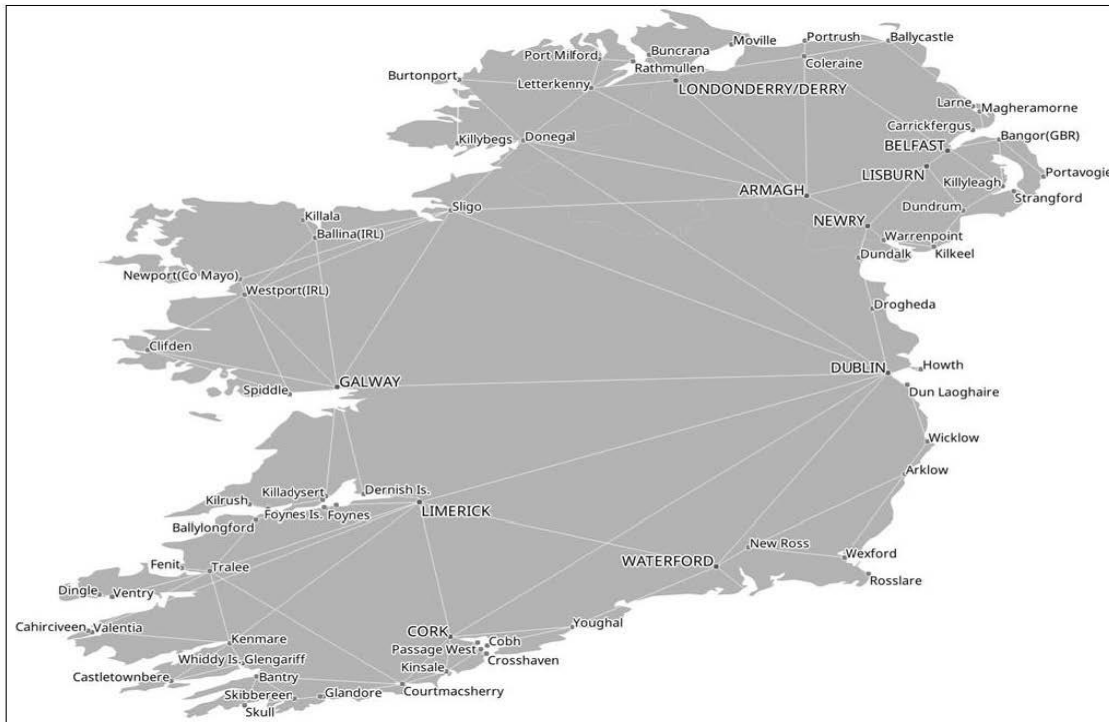 Portrush
Ballycastle
Moville
Buncrana
Port Milford
Rathmullen
Coleraine
Burtonport
Letterkenny
LONDONDERRY/DERRY
Larne
Magheramorne
Carrickfergus
Bangor(GBR)
Killybegs
Donegal
BELFAST
LISBURN
Portavogie
ARMAGH
Killyleagh
Strangford
Killala
Sligo
Dundrum
NEWRY
Ballina(IRL)
Warrenpoint
Kilkeel
Dundalk
Newport(Co Mayo)
Westport(IRL)
Drogheda
Clifden
Howth
DUBLIN
GALWAY
Spiddle
Dun Laoghaire
Wicklow
Arklow
Dernish Is.
Killadysert
Kilrush
LIMERICK
Foynes Is.
Foynes
Ballylongford
New Ross
Wexford
WATERFORD
Fenit
Tralee
Rosslare
Dingle
Ventry
Youghal
Cahirciveen
Valentia
CORK
Kenmare
Cobh
Passage West
Whiddy Is.
Glengariff
Crosshaven
Kinsale
Castletownbere
Bantry
Courtmacsherry
Skibbereen
Glandore
Skull